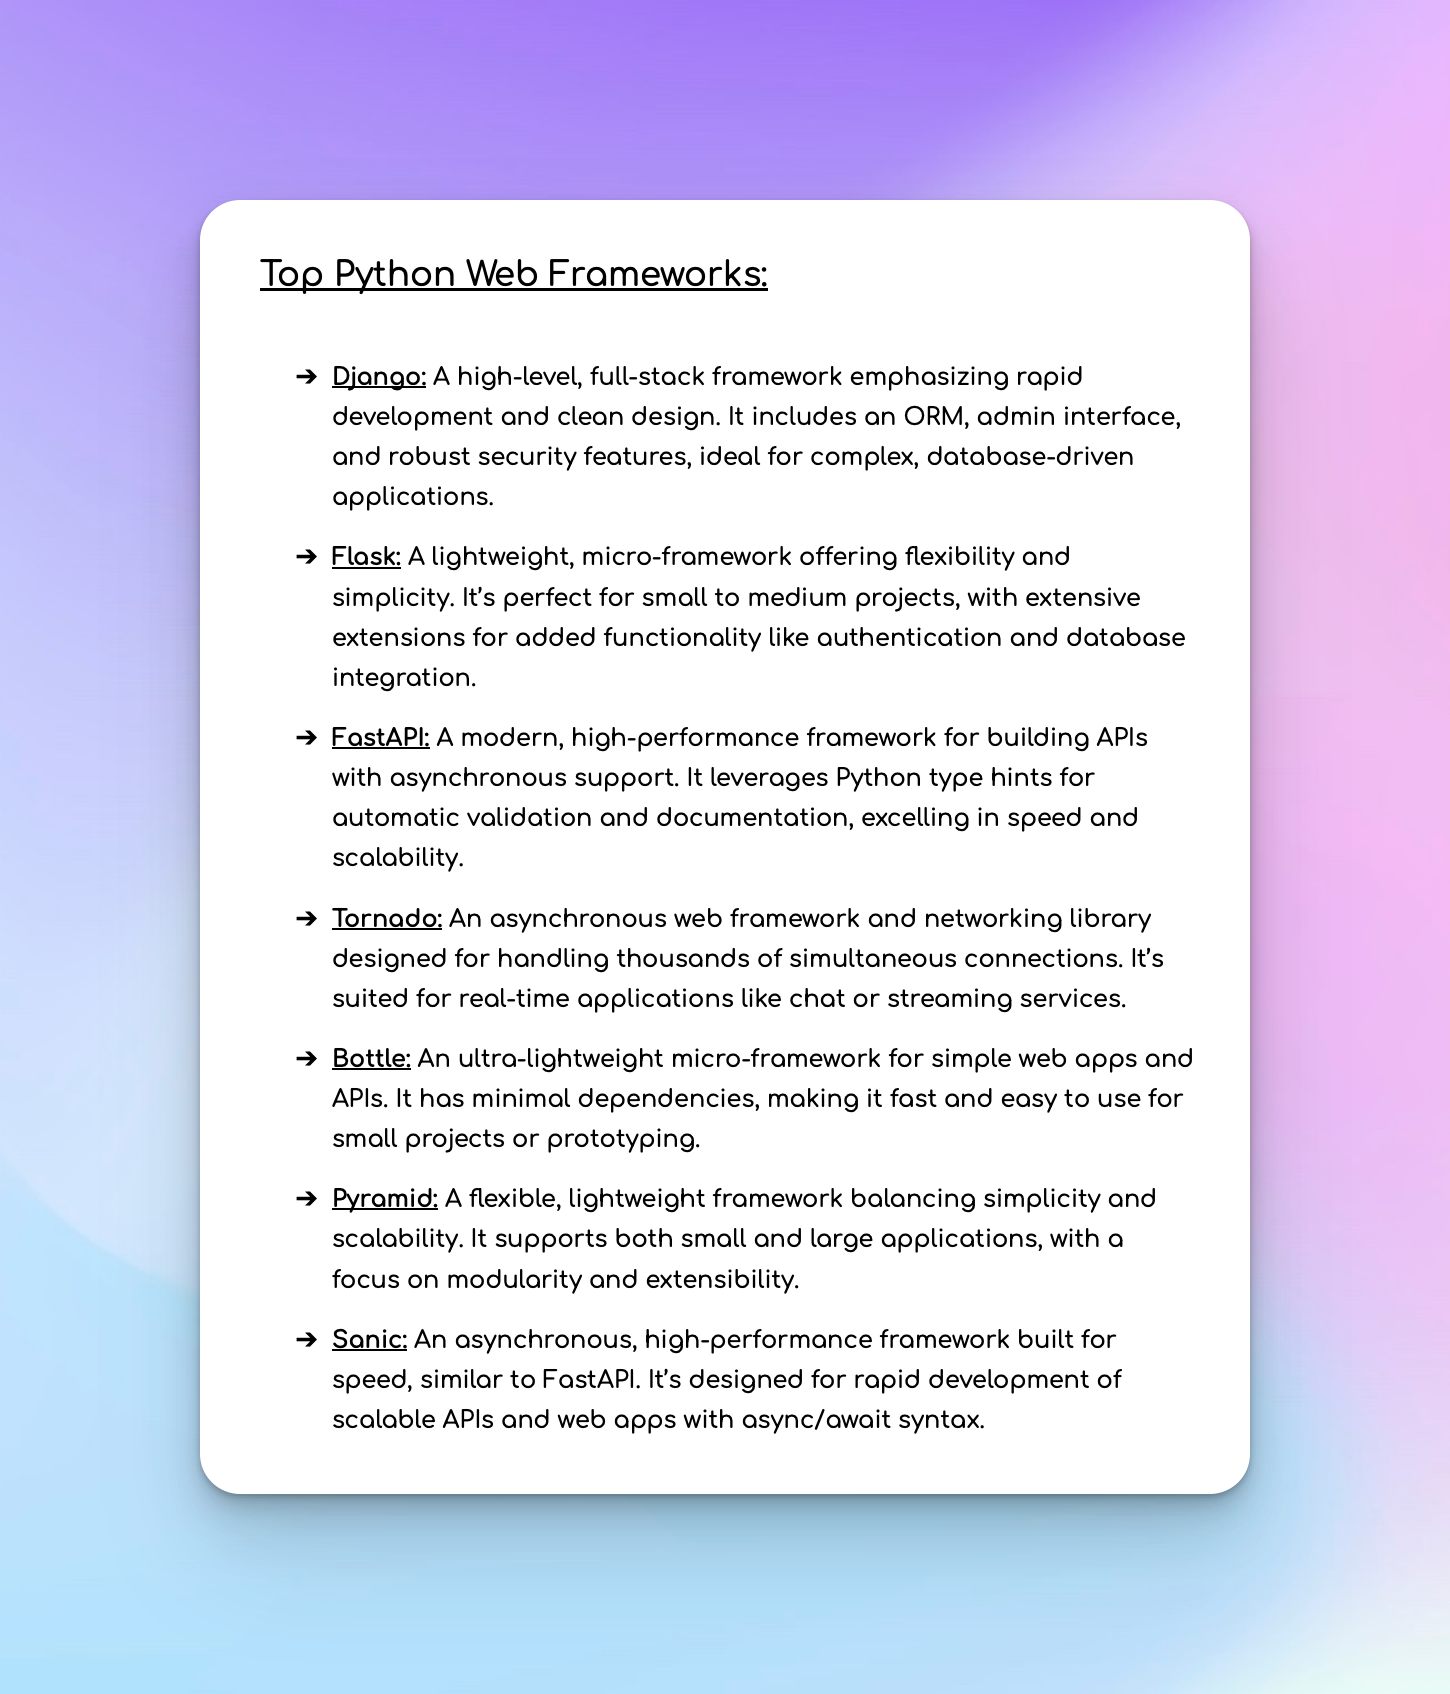 Top Python Web Frameworks:
➔ Django: A high-level, full-stack framework emphasizing rapid
development and clean design. It includes an ORM, admin interface,
and robust security features, ideal for complex, database-driven
applications.
➔ Flask: A lightweight, micro-framework offering flexibility and
simplicity. It’s perfect for small to medium projects, with extensive
extensions for added functionality like authentication and database
integration.
➔ FastAPI: A modern, high-performance framework for building APIs
with asynchronous support. It leverages Python type hints for
automatic validation and documentation, excelling in speed and
scalability.
➔ Tornado: An asynchronous web framework and networking library
designed for handling thousands of simultaneous connections. It’s
suited for real-time applications like chat or streaming services.
➔ Bottle: An ultra-lightweight micro-framework for simple web apps and
APIs. It has minimal dependencies, making it fast and easy to use for
small projects or prototyping.
➔ Pyramid: A flexible, lightweight framework balancing simplicity and
scalability. It supports both small and large applications, with a
focus on modularity and extensibility.
➔ Sanic: An asynchronous, high-performance framework built for
speed, similar to FastAPI. It’s designed for rapid development of
scalable APIs and web apps with async/await syntax.